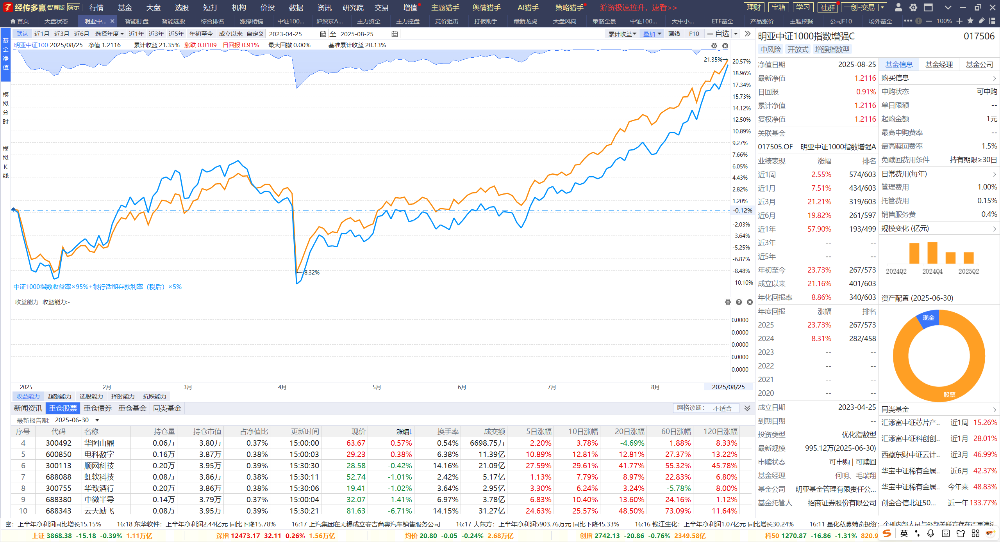 经传多赢 智尊版 演示 行情 基金 大盘 选股 短打 机构 价投 数据 资讯 研究院 交易 增值 主题猎手 舆情猎手 AI猎手 策略猎手 游资极速拉升，速看>> 理财 宝箱 学习 社群 一创-交易
首页 大盘状态 明亚中... 智能盯盘 智能选股 综合排名 涨停棱镜 中证100... 沪深京A... 主力资金 主力控盘 竞价狙击 打板助手 最新龙虎 大盘风向 策略全景 中证100... 大中小... ETF基金 产品涨价 主题挖掘 公司F10 场外基金 100%
基金净值
模拟分时
模拟K线
默认 近1月 近3月 近6月 选择年度 近1年 近3年 近5年 年初至今 成立以来 自定义 2023-04-25 至 2025-08-25 累计收益 叠加 画线 F10 自选
明亚中证100 2025/08/25 净值 1.2116 累计收益 21.35% 涨跌 0.0109 日回报 0.91% 最大回撤 0.00% 基准累计收益 20.13%
21.35%
20.57%
18.96%
17.34%
15.73%
14.12%
12.50%
10.89%
9.27%
7.66%
6.05%
4.43%
2.82%
1.20%
-0.12%
-2.03%
-3.64%
-5.25%
-6.87%
-8.48%
-10.10%
-8.32%
中证1000指数收益率×95%+银行活期存款利率（税后）×5%
收益能力 收益能力:-
0.0000
0.0000
0.0000
0.0000
0.0000
2025 2月 3月 4月 5月 6月 7月 8月 2025/08/25
收益能力 超额能力 选股能力 择时能力 抗跌能力
新闻资讯 重仓股票 重仓债券 重仓基金 同类基金 网格诊断： 不适合
最新报告期: 2025-06-30
序号 代码 名称 持仓量 持仓市值 占净值比 更新时间 现价 涨幅↓ 换手率 成交额 5日涨幅 10日涨幅 20日涨幅 60日涨幅 120日涨幅
4 300492 华图山鼎 0.06万 3.80万 0.37% 15:00:00 63.67 0.57% 0.54% 6698.75万 2.20% 3.78% -4.69% 1.88% 8.33%
5 600850 电科数字 0.16万 3.87万 0.38% 15:00:03 29.23 0.38% 6.38% 11.39亿 10.89% 12.81% 12.81% 27.37% 13.22%
6 300113 顺网科技 0.20万 3.95万 0.39% 15:30:30 28.58 -0.42% 14.16% 21.09亿 27.59% 29.61% 41.77% 55.32% 45.78%
7 688088 虹软科技 0.08万 3.86万 0.38% 15:30:11 52.74 -1.01% 2.42% 5.17亿 1.13% 7.79% 8.97% 22.83% 6.80%
8 300755 华致酒行 0.20万 3.86万 0.38% 15:30:06 19.41 -1.02% 3.64% 2.95亿 3.30% 6.24% 3.24% -5.78% 8.00%
9 688380 中微半导 0.14万 3.79万 0.37% 15:00:04 32.07 -1.41% 6.97% 3.78亿 6.83% 10.40% 13.60% 24.16% 1.12%
10 688343 云天励飞 0.08万 3.95万 0.39% 15:30:21 81.63 -6.71% 14.15% 31.27亿 24.63% 25.57% 48.50% 73.09% 11.64%
明亚中证1000指数增强C 017506
中风险 开放式 增强指数型
净值日期 2025-08-25
最新净值 1.2116
日回报 0.91%
累计净值 1.2116
复权净值 1.2116
关联基金
017505.OF 明亚中证1000指数增强A
业绩表现 涨幅 排名
近1周 2.55% 574/603
近1月 7.51% 434/603
近3月 21.21% 319/603
近6月 19.82% 261/597
近1年 57.90% 193/499
近3年 -- --
近5年 -- --
年初至今 23.73% 267/573
成立以来 21.16% 401/603
年化回报率 8.86% 340/603
年度回报 涨幅 排名
2025 23.73% 267/573
2024 8.31% 282/458
2023 -- --
2022 -- --
2021 -- --
2020 -- --
成立日期 2023-04-25
到期日期 --
投资类型 优化指数型
最新规模 995.12万(2025-06-30)
申赎状态 可申购 | 可赎回
基金经理 何明、毛瑞翔
基金公司 明亚基金管理有限责任公...
基金托管人 招商证券股份有限公司
基金信息 基金经理 基金公司
购买信息
申购状态 可申购
单日限额 --
起购金额 1元
最高申购费率 --
最高赎回费率 1.5%
免赎回费用条件 持有期限≥30日
日常费用(每年)
管理费用 1.00%
托管费用 0.15%
销售服务费 0.4%
规模变化 (亿元)
2024Q2 2024Q4 2025Q2
资产配置 (2025-06-30)
现金
股票
同类基金
汇添富中证芯片产.. 近1周 15.26%
汇添富中证科创创.. 近1月 28.01%
西藏东财中证云计.. 近3月 46.99%
华宝中证稀有金属.. 近6月 42.37%
华宝中证稀有金属.. 今年来 48.83%
创金合信北证50... 近一年 133.77%
密：上半年净利润同比增长15.15% 16:18 东华软件：上半年净利润2.44亿元 同比下降15.78% 16:17 上汽集团在无锡成立安吉尚奥汽车销售服务公司 16:17 大东方：上半年净利润5903.76万元 同比下降45.33% 16:16 钱江生化：上半年净利润1.07亿元 同比增长30.24% 16:11 量化私募靖奇投资：个别内部人员与外部关联方存在严重违法
上证 3868.38 -15.18 -0.39% 1.11万亿 深指 12473.17 32.11 0.26% 1.56万亿 均价 20.80 -0.05 -0.24% 2.68万亿 创指 2742.13 -20.86 -0.76% 2349.58亿 科50 1270.87 -16.86 -1.31% 820.9 英